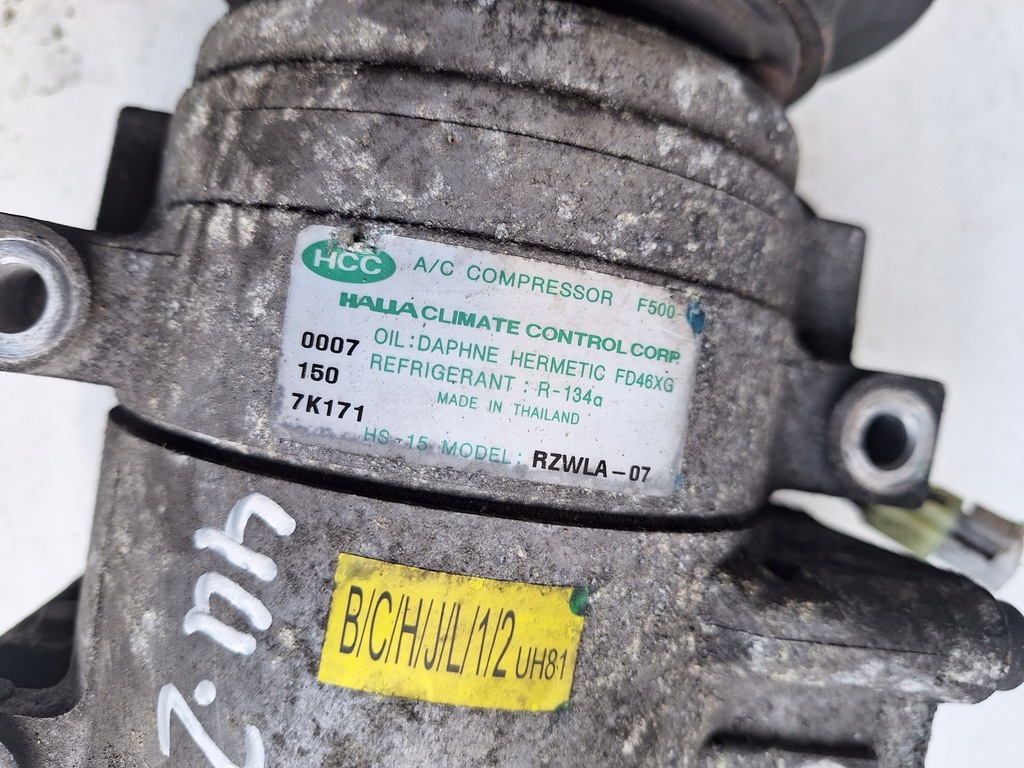 HCC A/C COMPRESSOR F500-
HALLA CLIMATE CONTROL CORP
0007 OIL:DAPHNE HERMETIC FD46XG
150 REFRIGERANT : R-134a
7K171 MADE IN THAILAND
HS-15 MODEL: RZWLA-07
B/C/H/J/L/1/2 UH81